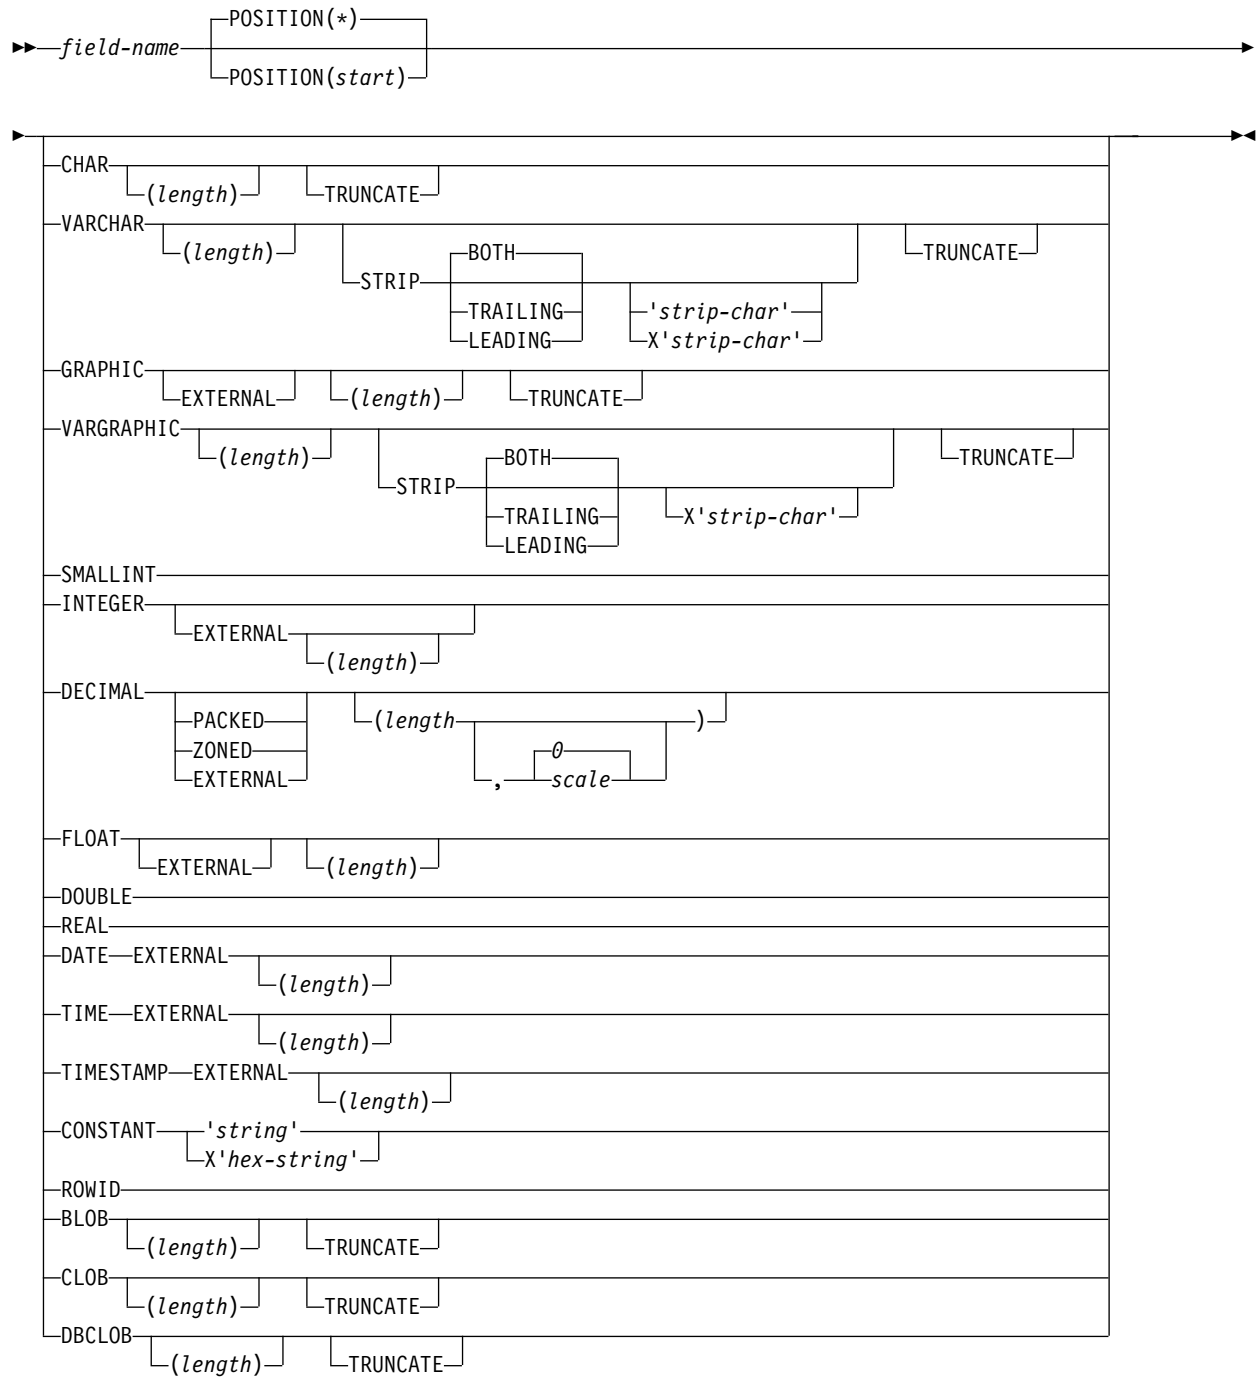 POSITION(*)
field-name
POSITION(start)
CHAR
(length) TRUNCATE
VARCHAR
(length) BOTH TRUNCATE
STRIP
TRAILING 'strip-char'
LEADING X'strip-char'
GRAPHIC
EXTERNAL (length) TRUNCATE
VARGRAPHIC
(length) BOTH TRUNCATE
STRIP
TRAILING X'strip-char'
LEADING
SMALLINT
INTEGER
EXTERNAL
(length)
DECIMAL
PACKED (length )
ZONED 0
EXTERNAL , scale
FLOAT
EXTERNAL (length)
DOUBLE
REAL
DATE EXTERNAL
(length)
TIME EXTERNAL
(length)
TIMESTAMP EXTERNAL
(length)
CONSTANT 'string'
X'hex-string'
ROWID
BLOB
(length) TRUNCATE
CLOB
(length) TRUNCATE
DBCLOB
(length) TRUNCATE